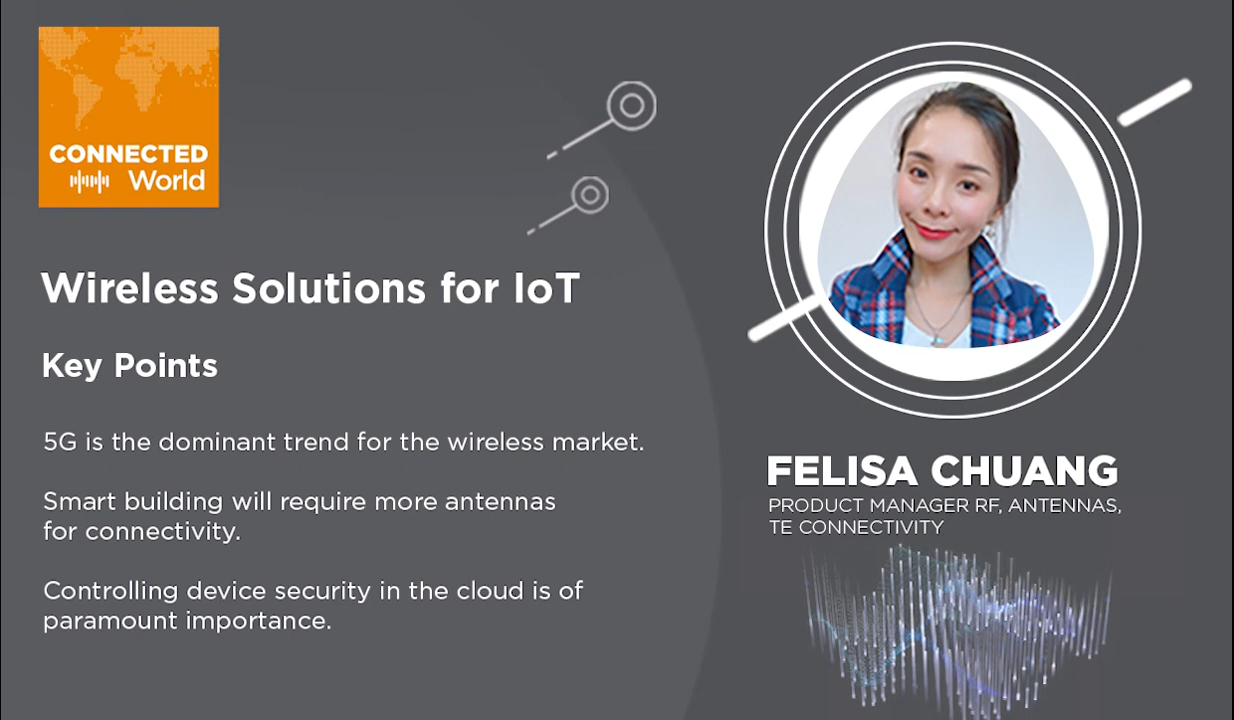 CONNECTED
World
Wireless Solutions for IoT
Key Points
5G is the dominant trend for the wireless market.
Smart building will require more antennas
for connectivity.
Controlling device security in the cloud is of
paramount importance.
FELISA CHUANG
PRODUCT MANAGER RF, ANTENNAS,
TE CONNECTIVITY